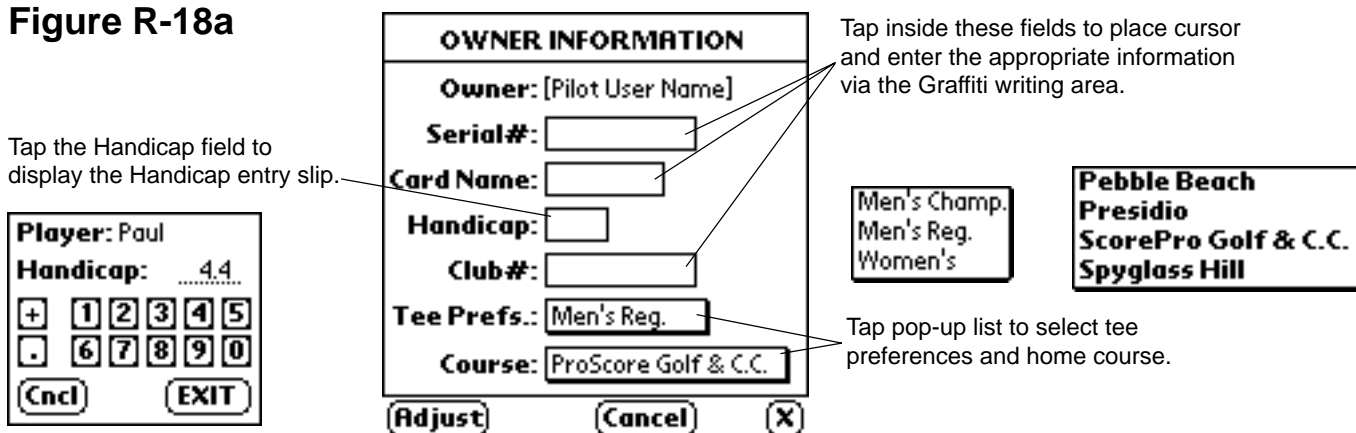 Figure R-18a
Tap the Handicap field to
display the Handicap entry slip.
Player: Paul
Handicap: 4.4
+ 1 2 3 4 5
. 6 7 8 9 0
Cncl EXIT
OWNER INFORMATION
Owner: [Pilot User Name]
Serial#:
Card Name:
Handicap:
Club#:
Tee Prefs.: Men's Reg.
Course: ProScore Golf & C.C.
Adjust Cancel X
Tap inside these fields to place cursor
and enter the appropriate information
via the Graffiti writing area.
Men's Champ.
Men's Reg.
Women's
Pebble Beach
Presidio
ScorePro Golf & C.C.
Spyglass Hill
Tap pop-up list to select tee
preferences and home course.